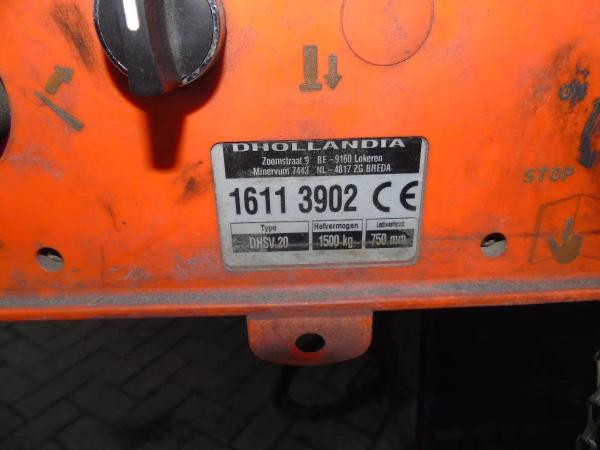 ON
STOP
DHOLLANDIA
Zoomstraat 9 BE - 9160 Lokeren
Minervum 7443 NL - 4817 ZG BREDA
1611 3902 CE
Type Hefvermogen
DHSV.20 1500 kg 750 mm